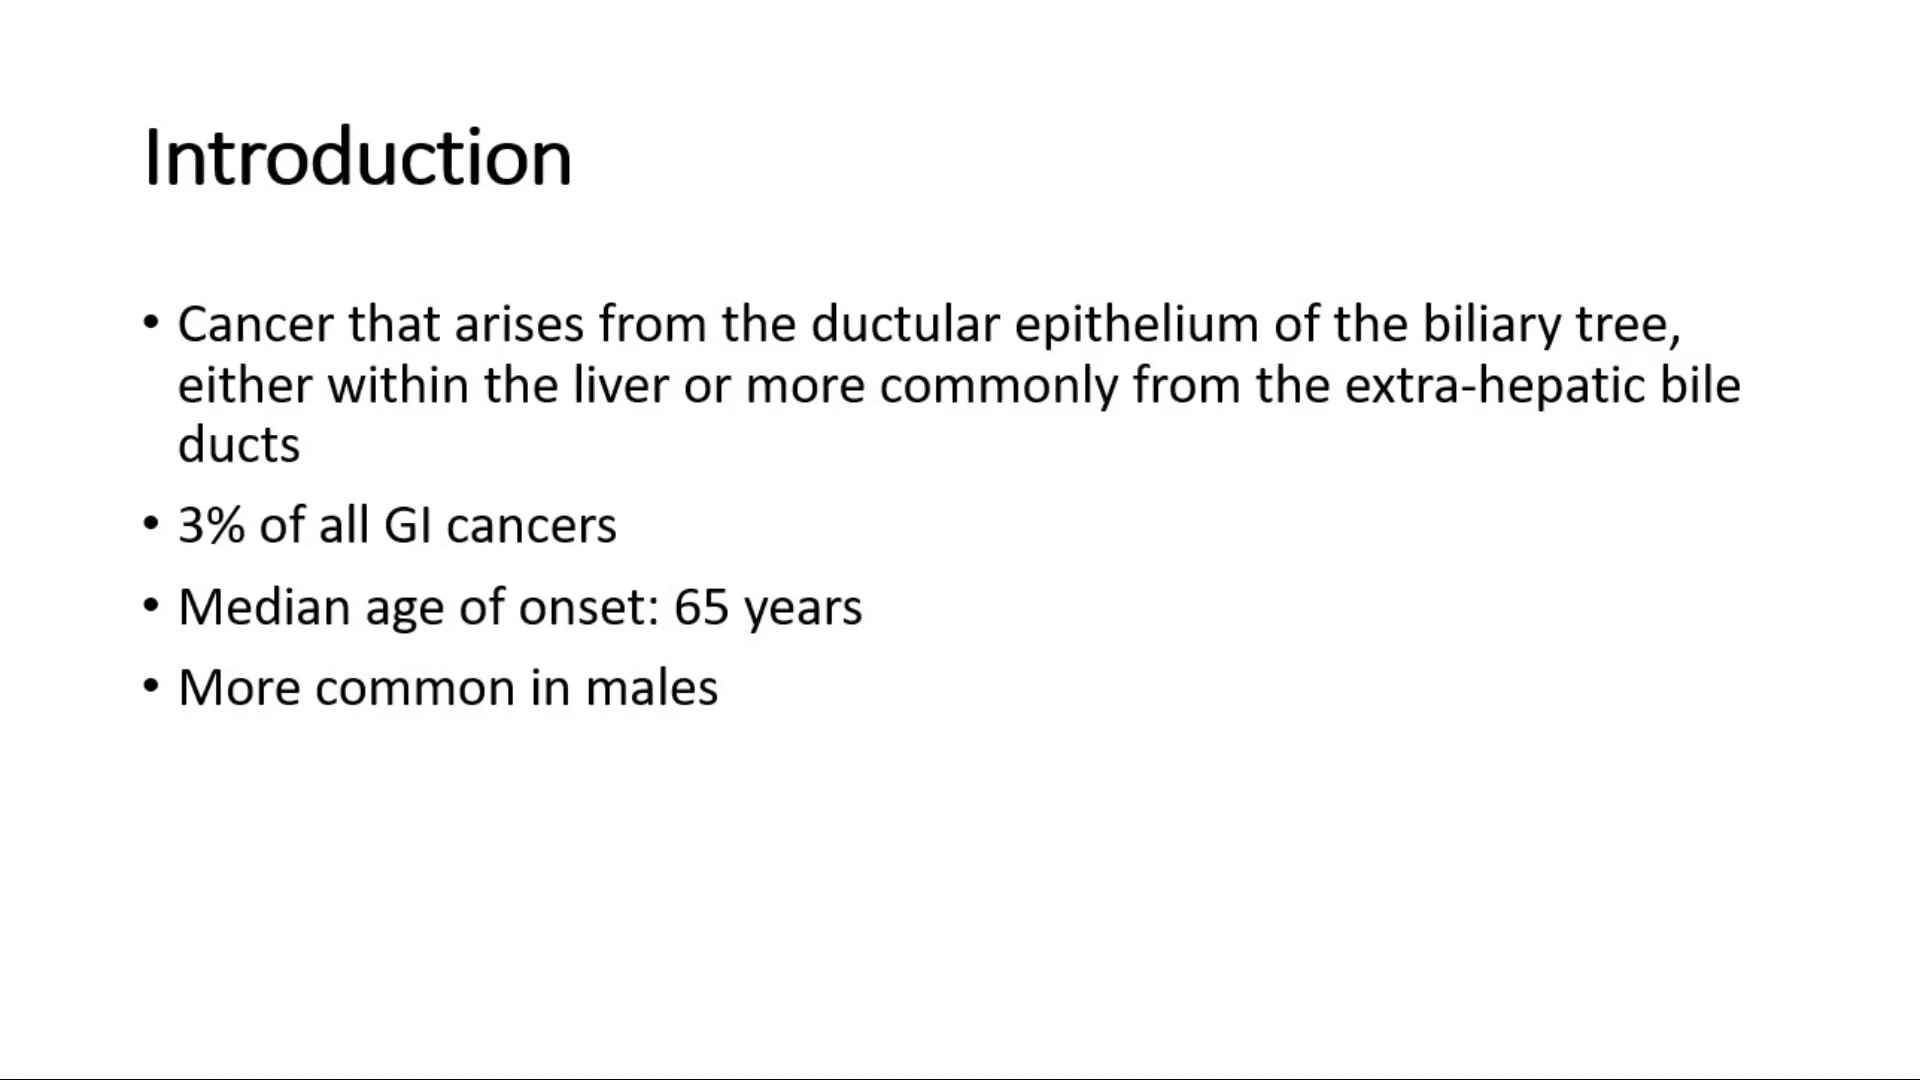 Introduction
• Cancer that arises from the ductular epithelium of the biliary tree,
either within the liver or more commonly from the extra-hepatic bile
ducts
• 3% of all GI cancers
• Median age of onset: 65 years
• More common in males